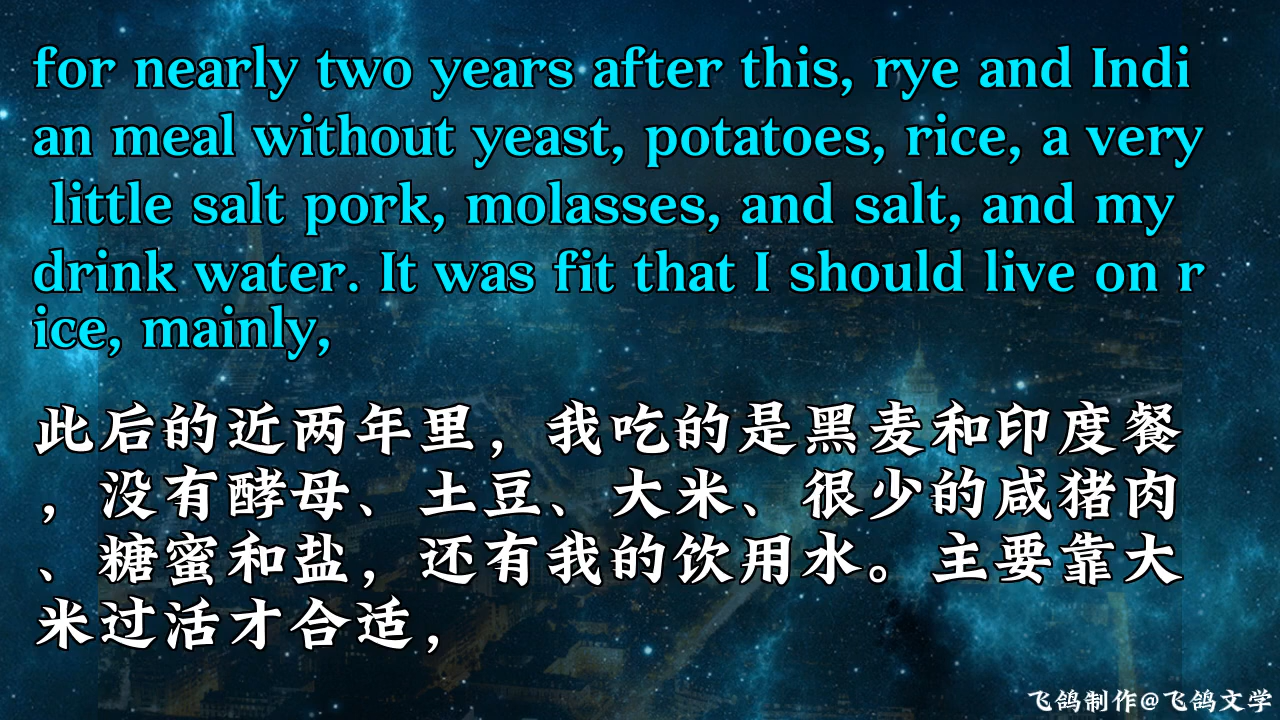 for nearly two years after this, rye and Indi
an meal without yeast, potatoes, rice, a very
little salt pork, molasses, and salt, and my
drink water. It was fit that I should live on r
ice, mainly,
此后的近两年里，我吃的是黑麦和印度餐
，没有酵母、土豆、大米、很少的咸猪肉
、糖蜜和盐，还有我的饮用水。主要靠大
米过活才合适，
飞鸽制作@飞鸽文学